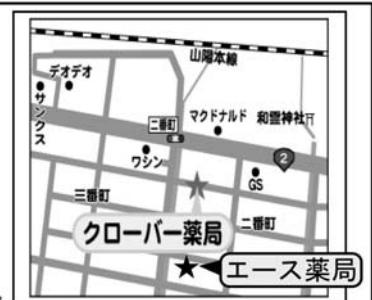 山陽本線
デオデオ
サンクス
二番町
マクドナルド
和霊神社
ワシン
2
GS
三番町
二番町
クローバー薬局
エース薬局